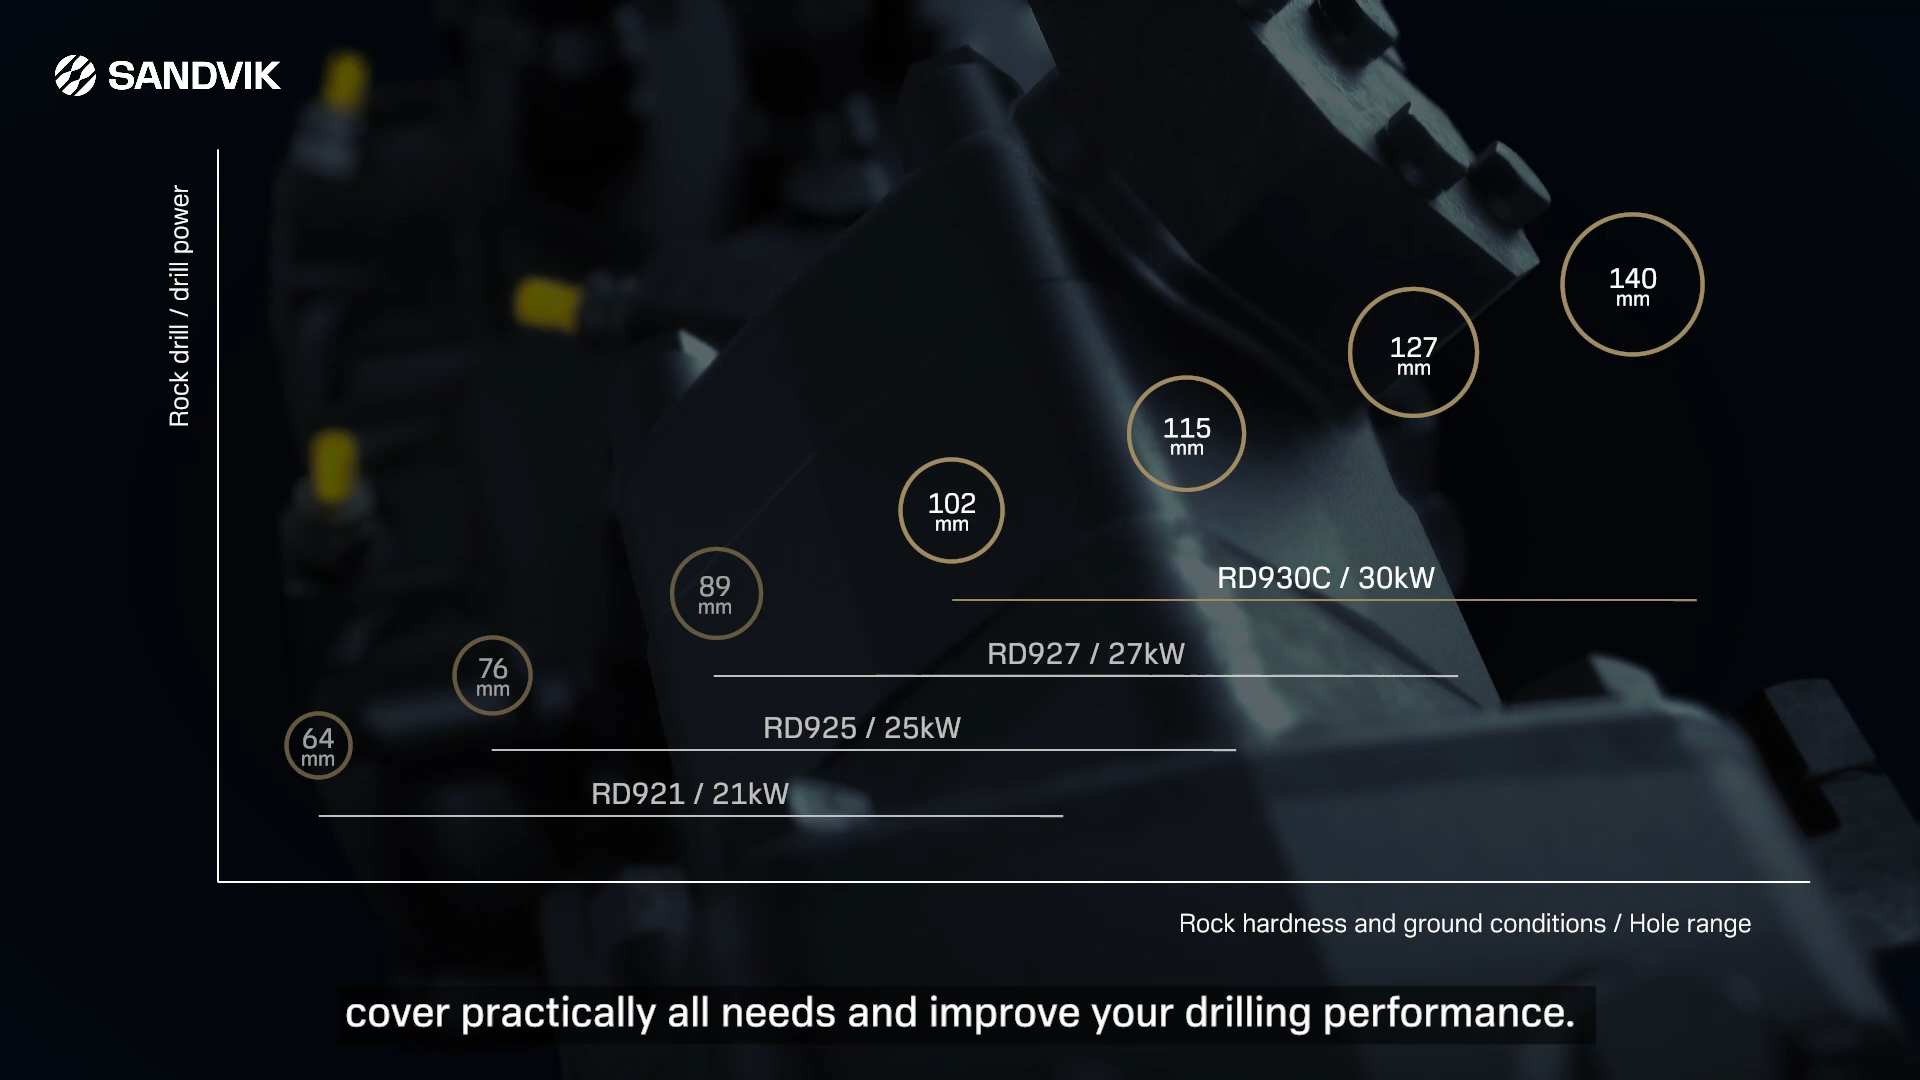 SANDVIK
Rock drill / drill power
140
mm
127
mm
115
mm
102
mm
RD930C / 30kW
89
mm
RD927 / 27kW
76
mm
RD925 / 25kW
64
mm
RD921 / 21kW
Rock hardness and ground conditions / Hole range
cover practically all needs and improve your drilling performance.